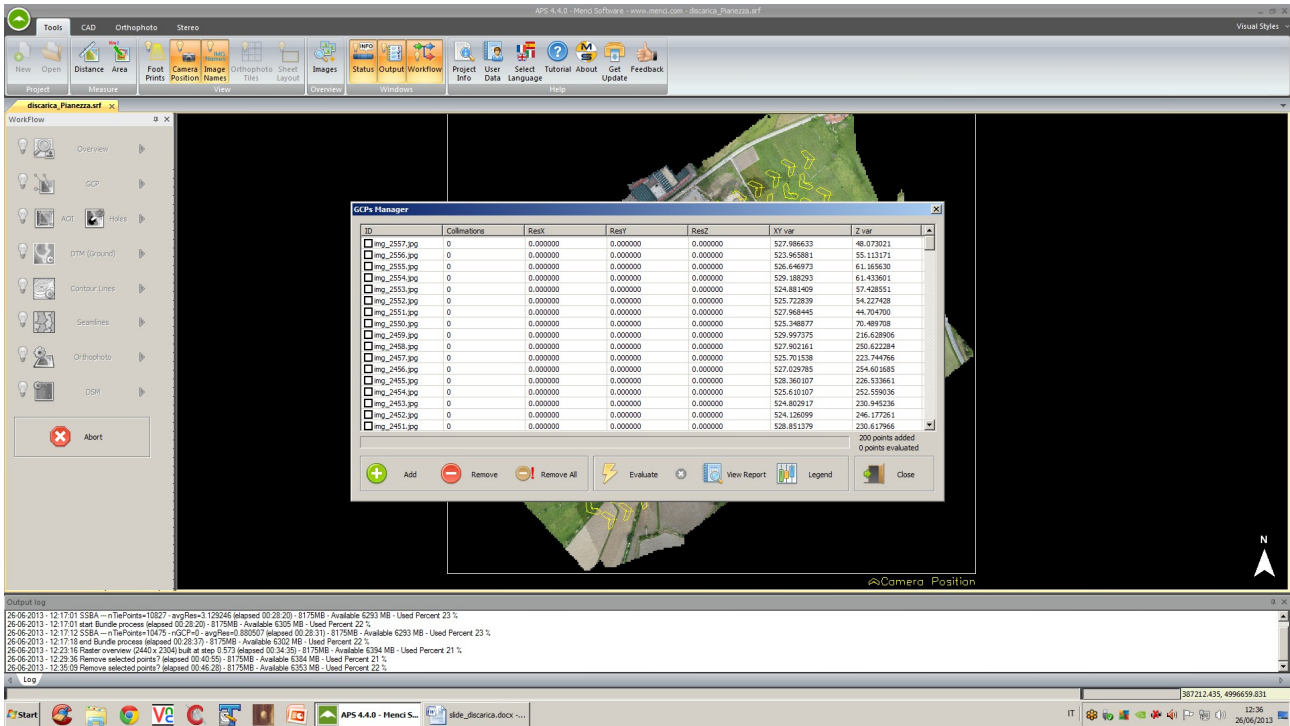 APS 4,4.0 - Menci Software - www.menci.com - discarica_Pianezza.srf
Tools CAD Orthophoto Stereo
Visual Styles
New Open Distance Area Foot Prints Camera Position Image Names Orthophoto Tiles Sheet Layout Images Status Output Workflow Project Info User Data Select Language Tutorial About Get Update Feedback
Project Measure View Overview Windows Help
discarica_Pianezza.srf
WorkFlow
Overview
GCP
AOI Holes
DTM (Ground)
Contour Lines
Seamlines
Orthophoto
DSM
Abort
GCPs Manager
ID Collimations ResX ResY ResZ XY var Z var
img_2557.jpg 0 0.000000 0.000000 0.000000 527.986633 48.073021
img_2556.jpg 0 0.000000 0.000000 0.000000 523.965881 55.113171
img_2555.jpg 0 0.000000 0.000000 0.000000 526.646973 61.165630
img_2554.jpg 0 0.000000 0.000000 0.000000 529.188293 61.433601
img_2553.jpg 0 0.000000 0.000000 0.000000 524.881409 57.428551
img_2552.jpg 0 0.000000 0.000000 0.000000 525.722839 54.227428
img_2551.jpg 0 0.000000 0.000000 0.000000 527.968445 44.704700
img_2550.jpg 0 0.000000 0.000000 0.000000 525.348877 70.489708
img_2459.jpg 0 0.000000 0.000000 0.000000 529.997375 216.628906
img_2458.jpg 0 0.000000 0.000000 0.000000 527.902161 250.622284
img_2457.jpg 0 0.000000 0.000000 0.000000 525.701538 223.744766
img_2456.jpg 0 0.000000 0.000000 0.000000 527.029785 254.601685
img_2455.jpg 0 0.000000 0.000000 0.000000 528.360107 226.533661
img_2454.jpg 0 0.000000 0.000000 0.000000 525.610107 252.559036
img_2453.jpg 0 0.000000 0.000000 0.000000 524.802917 230.945236
img_2452.jpg 0 0.000000 0.000000 0.000000 524.126099 246.177261
img_2451.jpg 0 0.000000 0.000000 0.000000 528.851379 230.617966
200 points added
0 points evaluated
Add Remove Remove All Evaluate View Report Legend Close
N
Camera Position
Output log
26-06-2013 - 12:17:01 SSBA --- nTiePoints=10827 - avgRes=3.129246 (elapsed 00:28:20) - 8175MB - Available 6293 MB - Used Percent 23 %
26-06-2013 - 12:17:01 start Bundle process (elapsed 00:28:20) - 8175MB - Available 6305 MB - Used Percent 22 %
26-06-2013 - 12:17:12 SSBA --- nTiePoints=10475 - nGCP=0 - avgRes=0.880507 (elapsed 00:28:31) - 8175MB - Available 6293 MB - Used Percent 23 %
26-06-2013 - 12:17:18 end Bundle process (elapsed 00:28:37) - 8175MB - Available 6302 MB - Used Percent 22 %
26-06-2013 - 12:23:16 Raster overview (2440 x 2304) built at step 0.573 (elapsed 00:34:35) - 8175MB - Available 6394 MB - Used Percent 21 %
26-06-2013 - 12:29:36 Remove selected points? (elapsed 00:40:55) - 8175MB - Available 6384 MB - Used Percent 21 %
26-06-2013 - 12:35:09 Remove selected points? (elapsed 00:46:28) - 8175MB - Available 6353 MB - Used Percent 22 %
Log
387212.435, 4996659.831
Start APS 4.4.0 - Menci S... slide_discarica.docx -... IT 12:36
26/06/2013